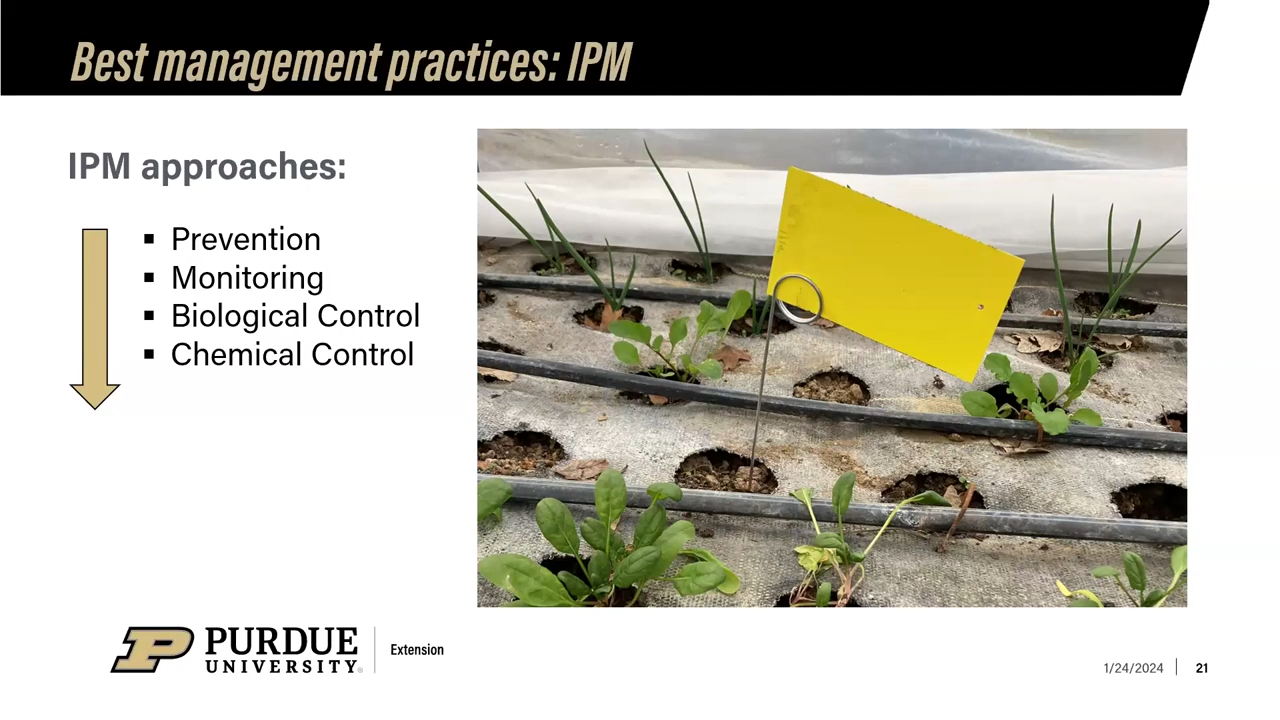 Best management practices: IPM
IPM approaches:
▪ Prevention
▪ Monitoring
▪ Biological Control
▪ Chemical Control
PURDUE
UNIVERSITY®
Extension
1/24/2024 | 21